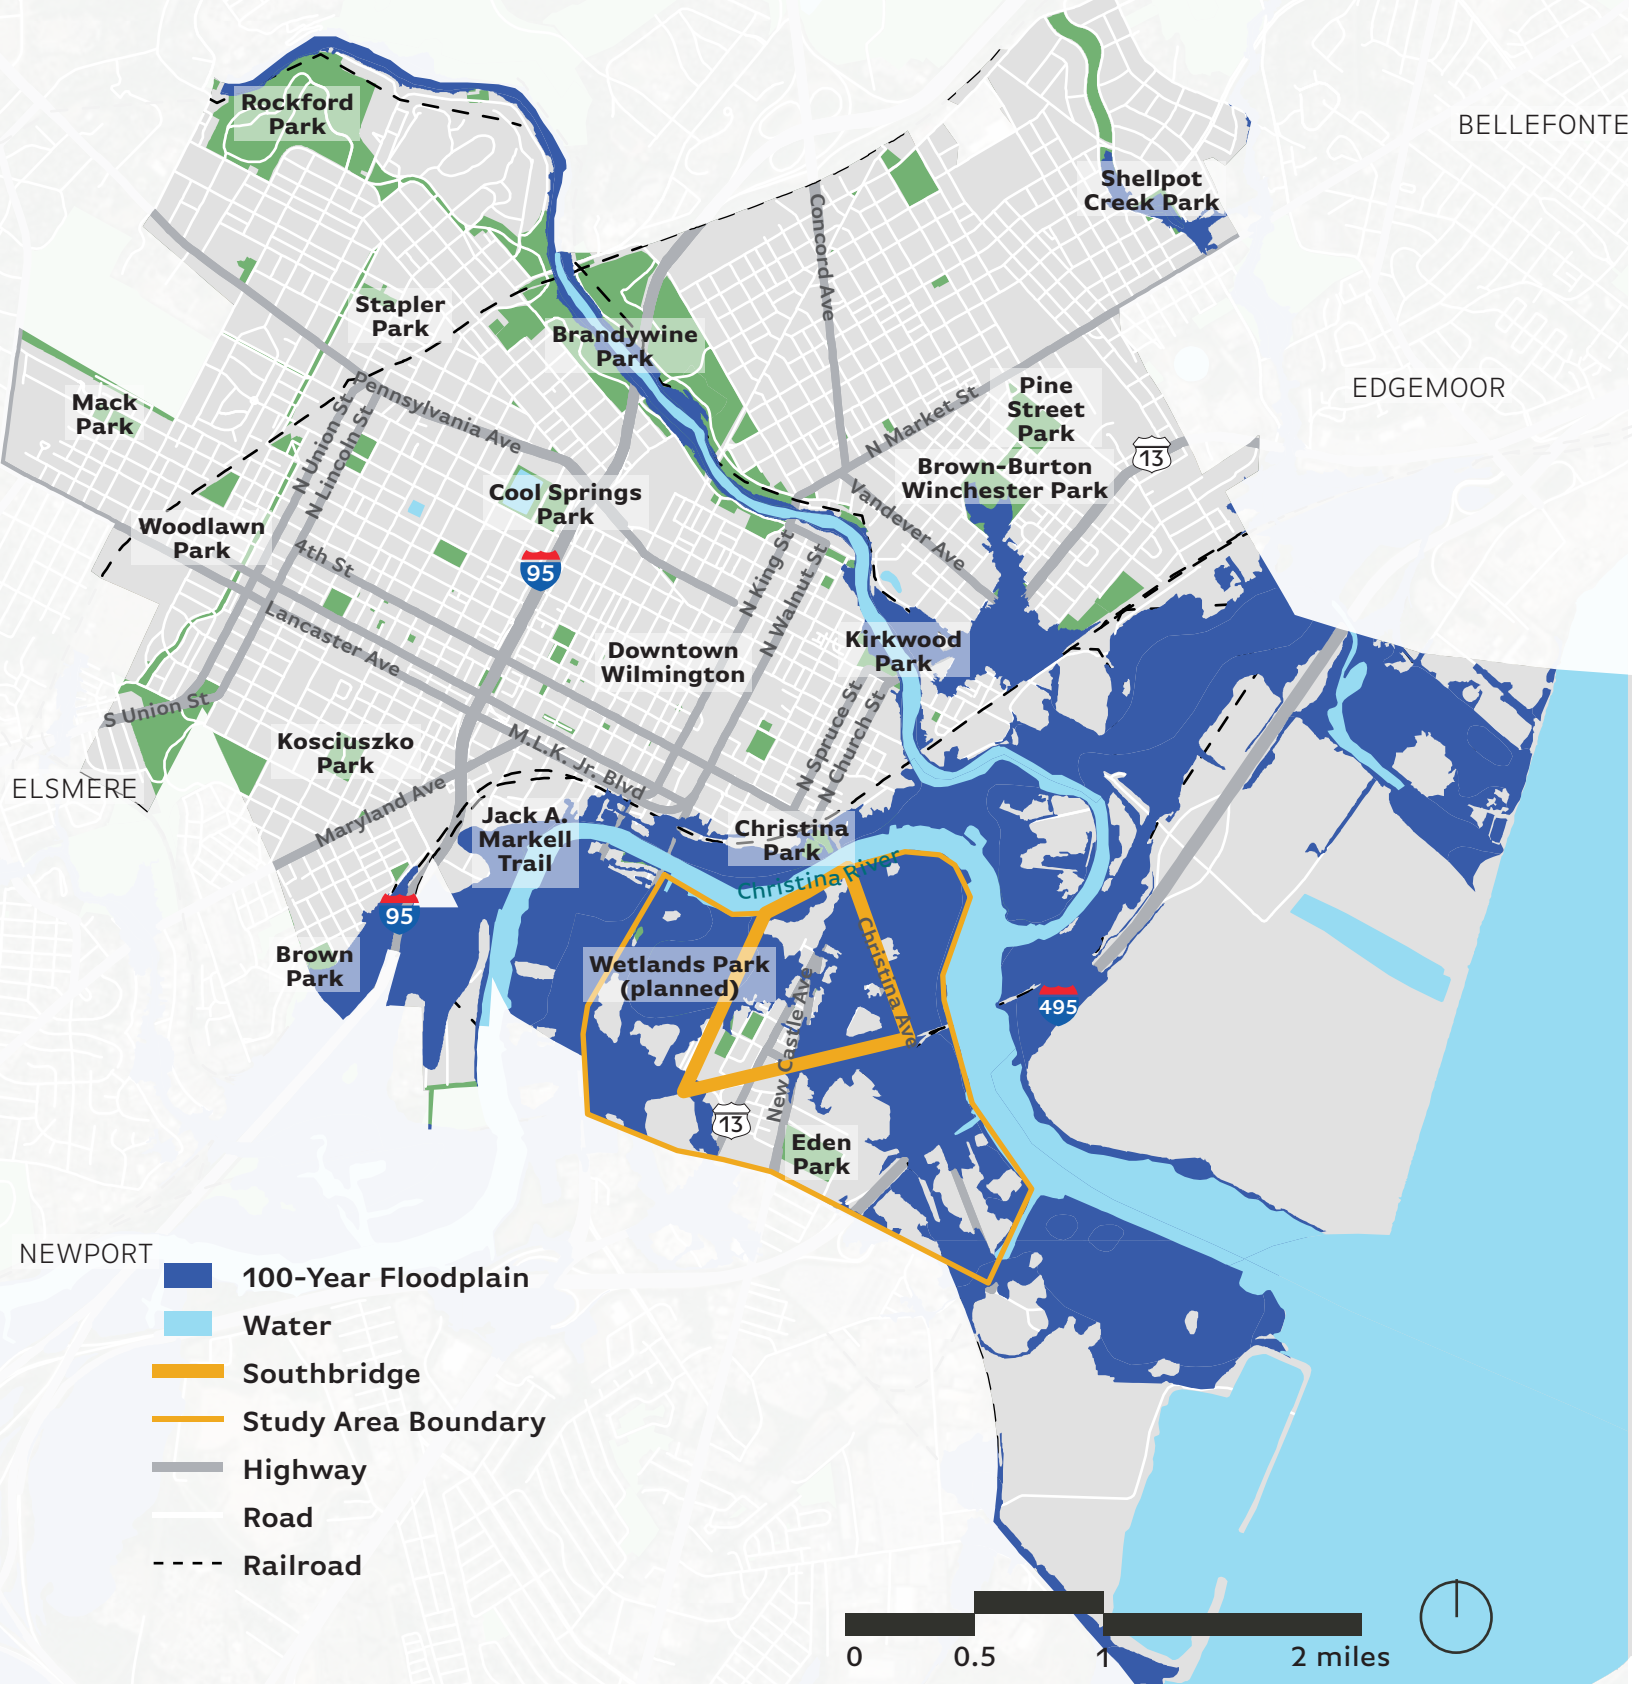 Rockford
Park
BELLEFONTE
Shellpot
Creek Park
Concord Ave
Stapler
Park
Brandywine
Park
Mack
Park
Pennsylvania Ave
N Union St
N Lincoln St
N Market St
Pine
Street
Park
EDGEMOOR
13
Brown-Burton
Winchester Park
Vandever Ave
Cool Springs
Park
Woodlawn
Park
4th St
95
N King St
N Walnut St
Lancaster Ave
Downtown
Wilmington
Kirkwood
Park
S Union St
N Spruce St
N Church St
Kosciuszko
Park
M.L.K. Jr. Blvd
ELSMERE
Maryland Ave
Jack A.
Markell
Trail
Christina
Park
Christina River
95
Brown
Park
Wetlands Park
(planned)
Christina Ave
New Castle Ave
495
13
Eden
Park
NEWPORT
100-Year Floodplain
Water
Southbridge
Study Area Boundary
Highway
Road
Railroad
0 0.5 1 2 miles